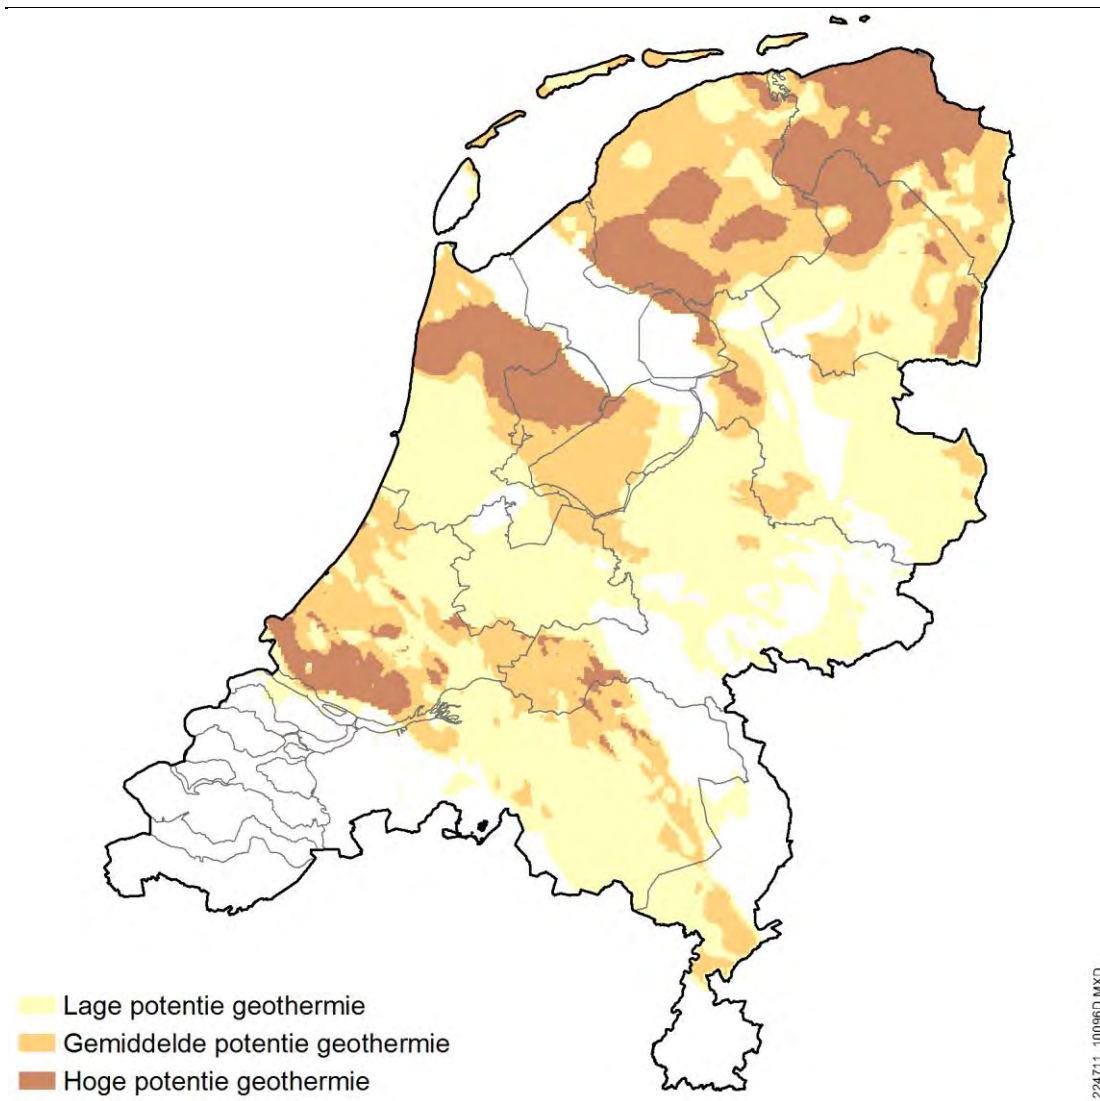 Lage potentie geothermie
Gemiddelde potentie geothermie
Hoge potentie geothermie
224711_10096D.MXD